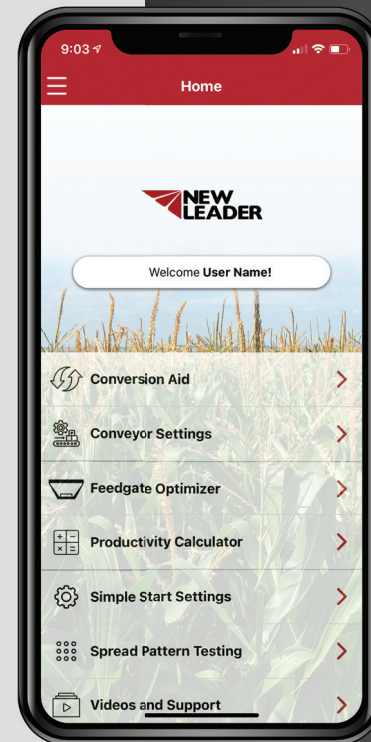 9:03
Home
NEW
LEADER
Welcome User Name!
Conversion Aid
Conveyor Settings
Feedgate Optimizer
Productivity Calculator
Simple Start Settings
Spread Pattern Testing
Videos and Support